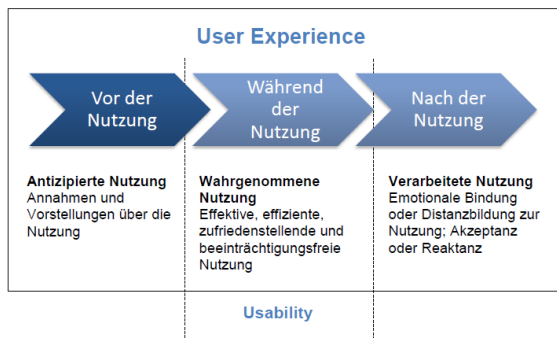 User Experience
Vor der
Nutzung
Während
der
Nutzung
Nach der
Nutzung
Antizipierte Nutzung
Annahmen und
Vorstellungen über die
Nutzung
Wahrgenommene
Nutzung
Effektive, effiziente,
zufriedenstellende und
beeinträchtigungsfreie
Nutzung
Verarbeitete Nutzung
Emotionale Bindung
oder Distanzbildung zur
Nutzung; Akzeptanz
oder Reaktanz
Usability